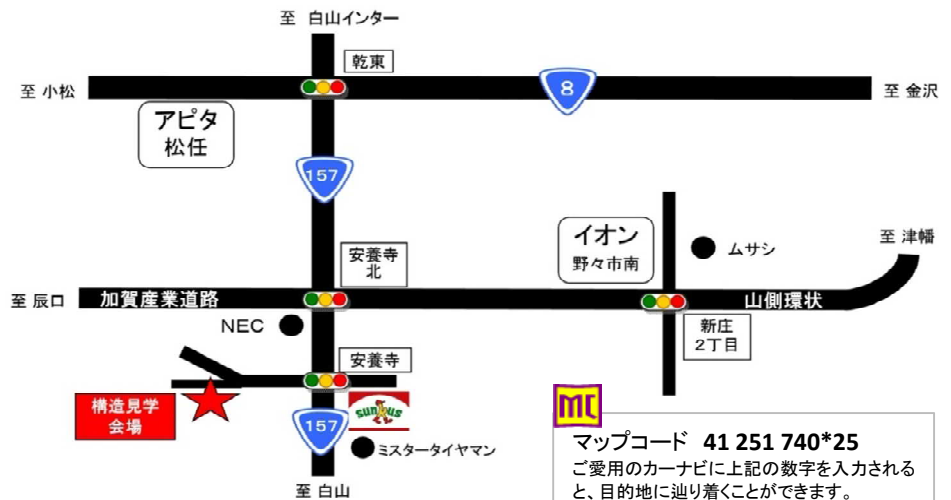 至 白山インター
乾東
至 小松
8
至 金沢
アピタ
松任
157
イオン
野々市南
ムサシ
至 津幡
安養寺
北
至 辰口
加賀産業道路
山側環状
NEC
新庄
2丁目
安養寺
構造見学
会場
sunkus
157
ミスタータイヤマン
至 白山
MC
マップコード 41 251 740*25
ご愛用のカーナビに上記の数字を入力される
と、目的地に辿り着くことができます。